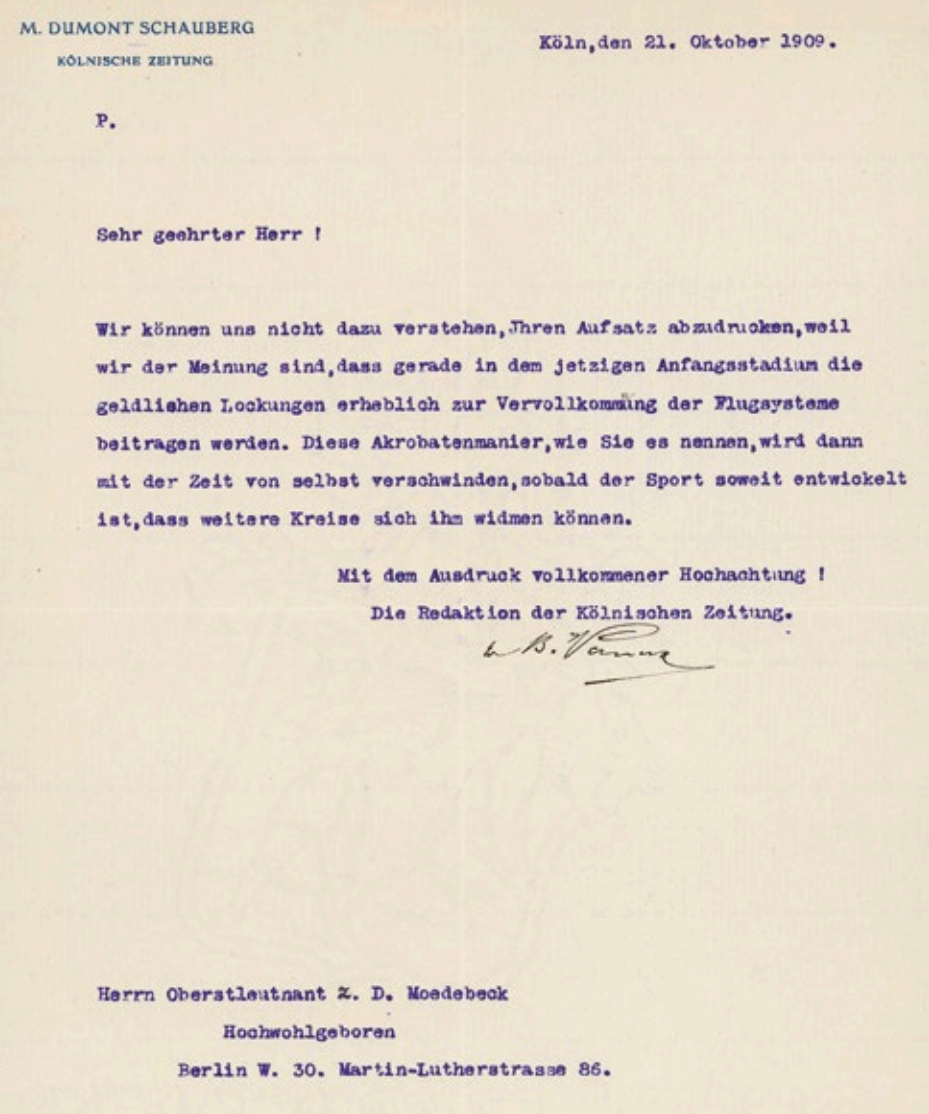 M. DUMONT SCHAUBERG
KÖLNISCHE ZEITUNG
Köln,den 21. Oktober 1909.
P.
Sehr geehrter Herr !
Wir können uns nicht dazu verstehen,Jhren Aufsatz abzudrucken,weil
wir der Meinung sind,dass gerade in dem jetzigen Anfangsstadium die
geldlichen Lockungen erheblich zur Vervollkommnung der Flugsysteme
beitragen werden. Diese Akrobatenmanier,wie Sie es nennen,wird dann
mit der Zeit von selbst verschwinden,sobald der Sport soweit entwickelt
ist,dass weitere Kreise sich ihm widmen können.
Mit dem Ausdruck vollkommener Hochachtung !
Die Redaktion der Kölnischen Zeitung.
B.
Herrn Oberstleutnant z. D. Moedebeck
Hochwohlgeboren
Berlin W. 30. Martin-Lutherstrasse 86.